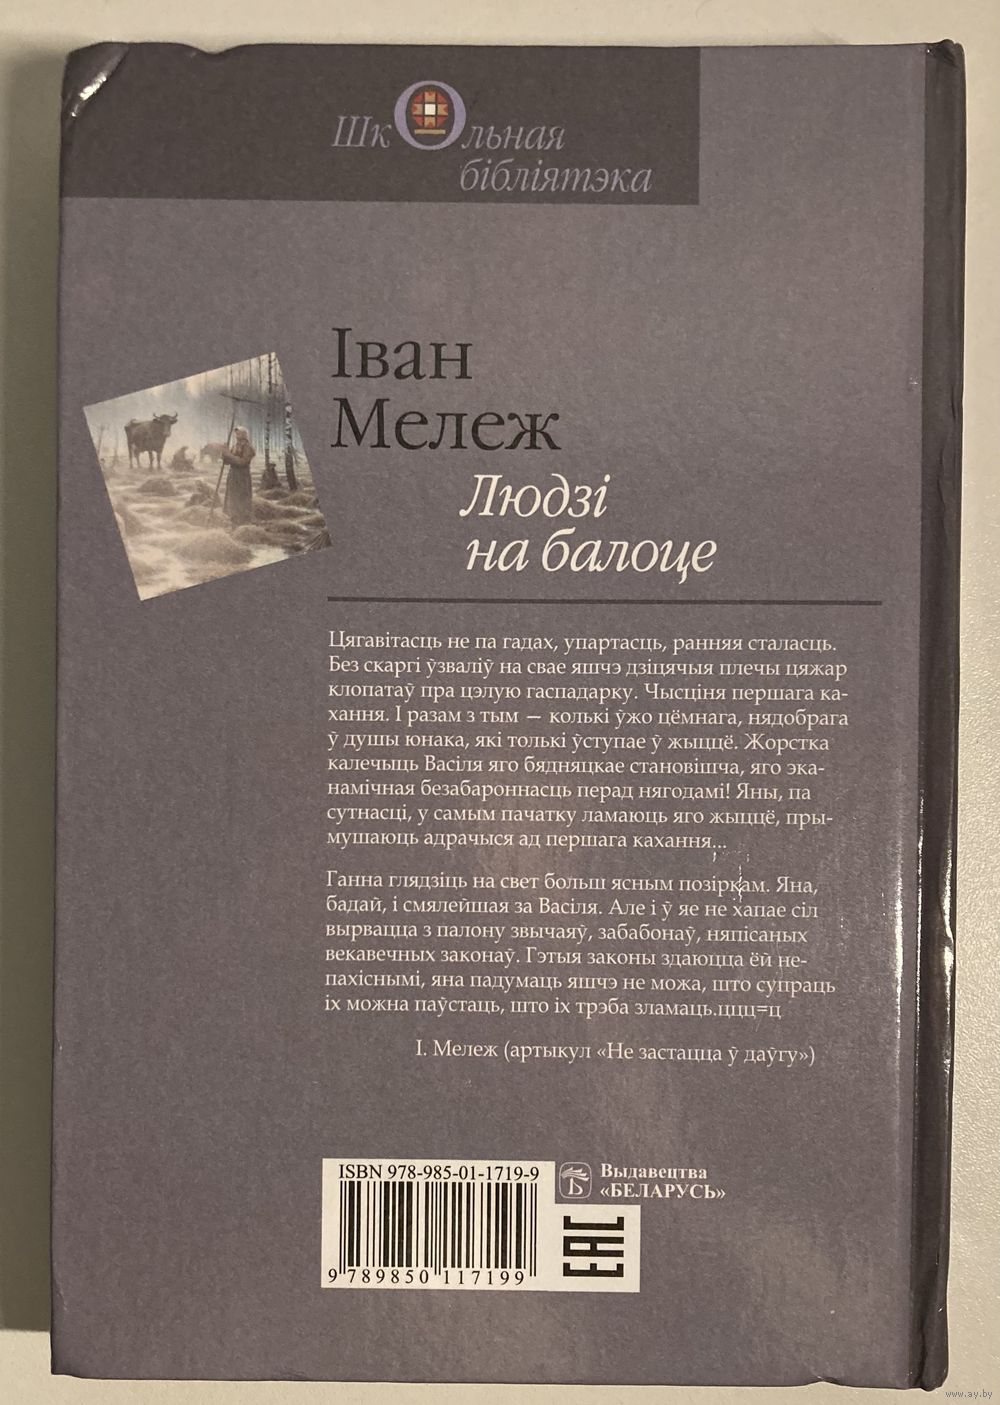 Школьная
бібліятэка
Іван
Мележ
Людзі
на балоце
Цягавітасць не па гадах, упартасць, ранняя сталасць.
Без скаргі ўзваліў на свае яшчэ дзіцячыя плечы цяжар
клопатаў пра цэлую гаспадарку. Чысціня першага ка-
хання. І разам з тым — колькі ўжо цёмнага, нядобрага
ў душы юнака, які толькі ўступае ў жыццё. Жорстка
калечыць Васіля яго бядняцкае становішча, яго эка-
намічная безабароннасць перад нягодамі! Яны, па
сутнасці, у самым пачатку ламаюць яго жыццё, пры-
мушаюць адрачыся ад першага кахання...
Ганна глядзіць на свет больш ясным позіркам. Яна,
бадай, і смялейшая за Васіля. Але і ў яе не хапае сіл
вырвацца з палону звычаяў, забабонаў, няпісаных
векавечных законаў. Гэтыя законы здаюцца ёй не-
пахіснымі, яна падумаць яшчэ не можа, што супраць
іх можна паўстаць, што іх трэба зламаць.ццц=ц
І. Мележ (артыкул «Не застацца ў даўгу»)
ISBN 978-985-01-1719-9
9 789850 117199
Выдавецтва
«БЕЛАРУСЬ»
ЕАС
www.ay.by